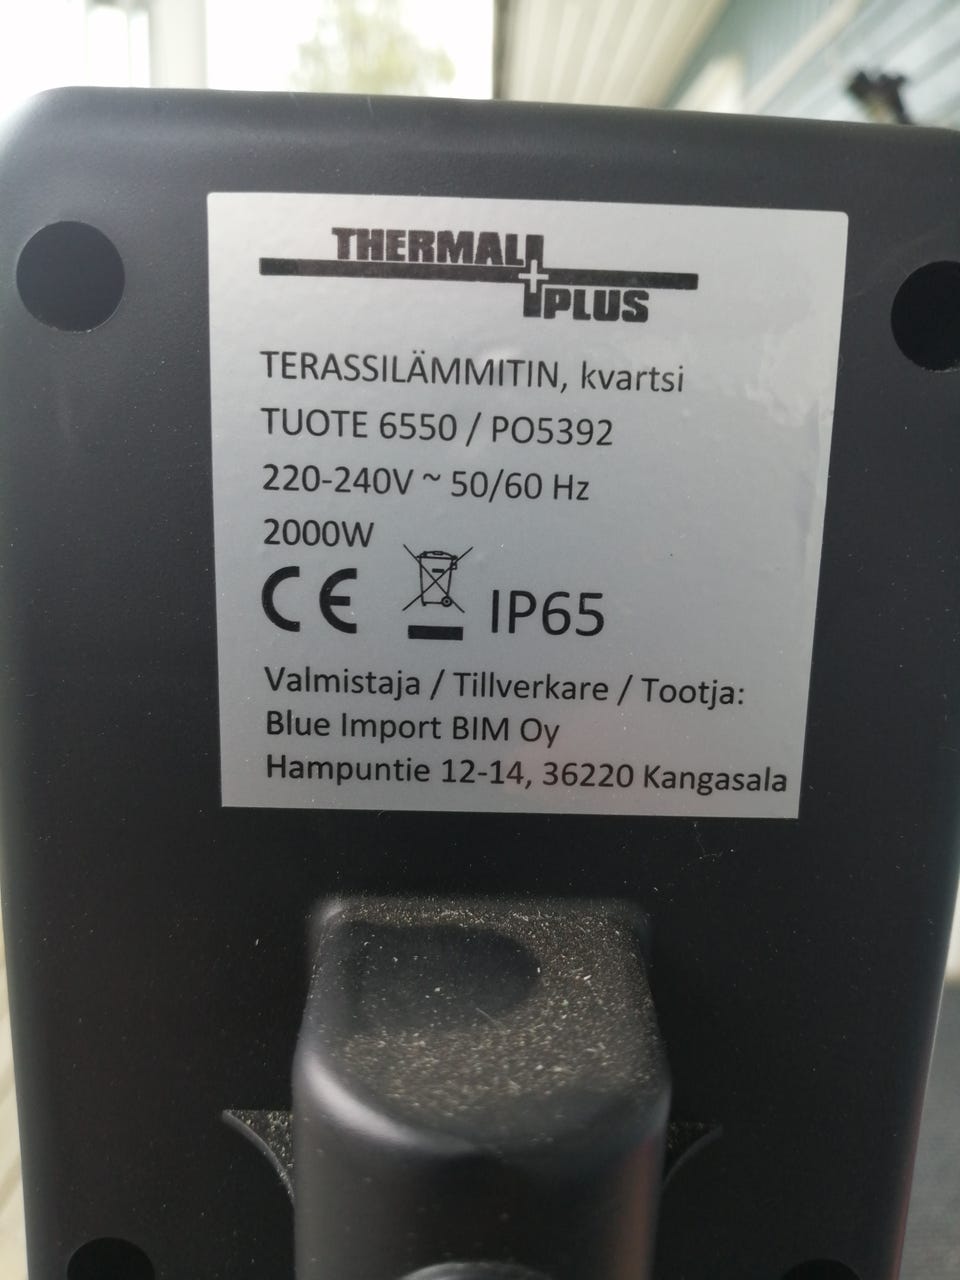 THERMAL
PLUS
TERASSILÄMMITIN, kvartsi
TUOTE 6550 / PO5392
220-240V ~ 50/60 Hz
2000W
CE IP65
Valmistaja / Tillverkare / Tootja:
Blue Import BIM Oy
Hampuntie 12-14, 36220 Kangasala